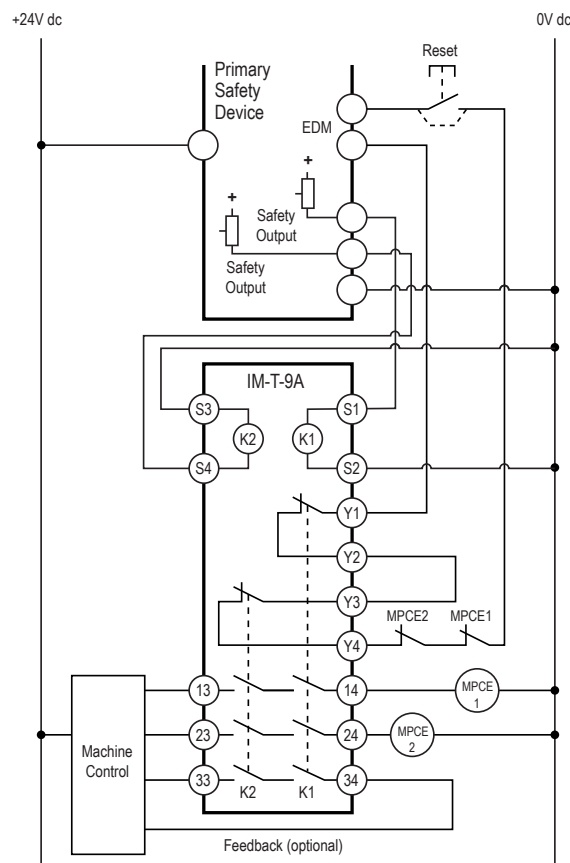 +24V dc
0V dc
Reset
Primary
Safety
Device
EDM
+
+
Safety
Output
Safety
Output
IM-T-9A
S3
S1
K2
K1
S4
S2
Y1
Y2
Y3
MPCE2
MPCE1
Y4
13
14
MPCE
1
23
24
MPCE
2
Machine
Control
33
34
K2
K1
Feedback (optional)